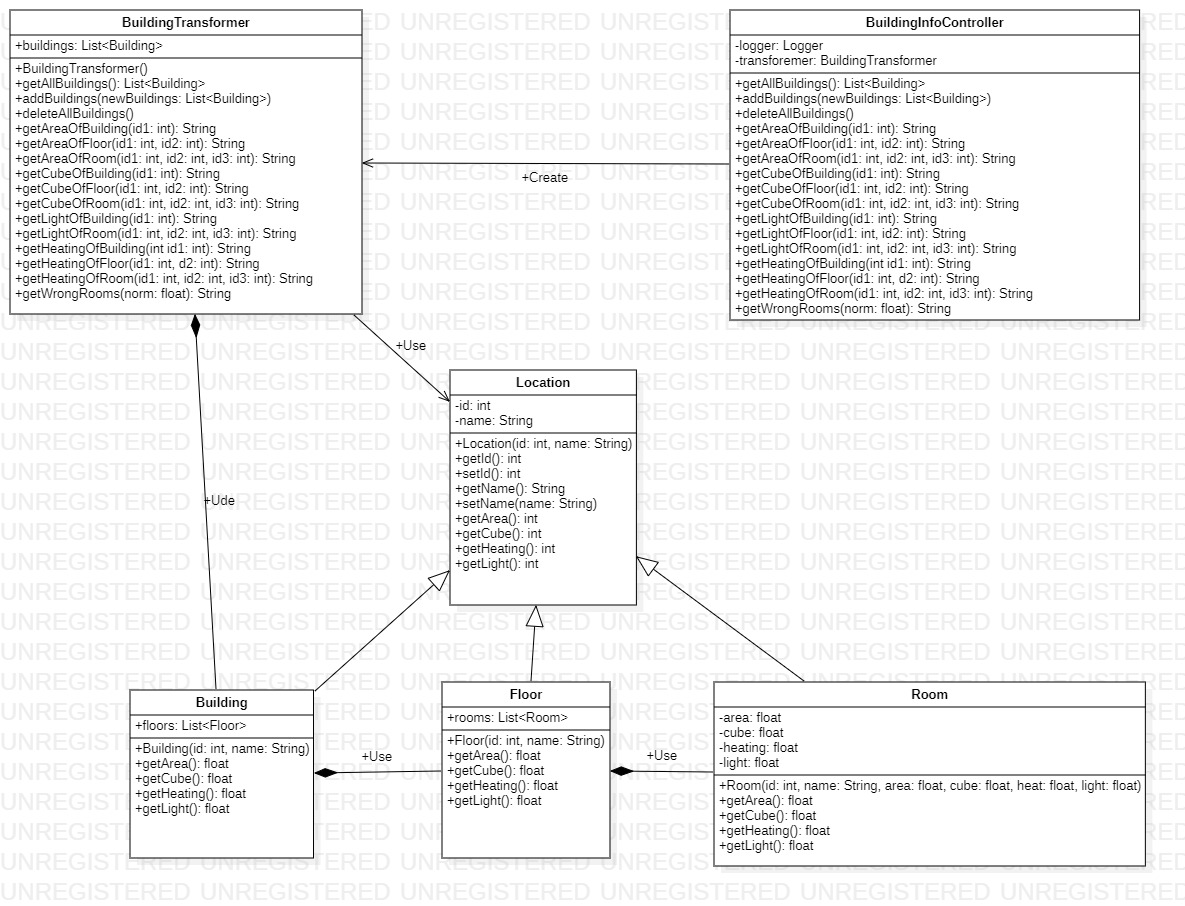 BuildingTransformer
+buildings: List<Building>
+BuildingTransformer()
+getAllBuildings(): List<Building>
+addBuildings(newBuildings: List<Building>)
+deleteAllBuildings()
+getAreaOfBuilding(id1: int): String
+getAreaOfFloor(id1: int, id2: int): String
+getAreaOfRoom(id1: int, id2: int, id3: int): String
+getCubeOfBuilding(id1: int): String
+getCubeOfFloor(id1: int, id2: int): String
+getCubeOfRoom(id1: int, id2: int, id3: int): String
+getLightOfBuilding(id1: int): String
+getLightOfRoom(id1: int, id2: int, id3: int): String
+getHeatingOfBuilding(int id1: int): String
+getHeatingOfFloor(id1: int, d2: int): String
+getHeatingOfRoom(id1: int, id2: int, id3: int): String
+getWrongRooms(norm: float): String
BuildingInfoController
-logger: Logger
-transforemer: BuildingTransformer
+getAllBuildings(): List<Building>
+addBuildings(newBuildings: List<Building>)
+deleteAllBuildings()
+getAreaOfBuilding(id1: int): String
+getAreaOfFloor(id1: int, id2: int): String
+getAreaOfRoom(id1: int, id2: int, id3: int): String
+getCubeOfBuilding(id1: int): String
+getCubeOfFloor(id1: int, id2: int): String
+getCubeOfRoom(id1: int, id2: int, id3: int): String
+getLightOfBuilding(id1: int): String
+getLightOfFloor(id1: int, id2: int): String
+getLightOfRoom(id1: int, id2: int, id3: int): String
+getHeatingOfBuilding(int id1: int): String
+getHeatingOfFloor(id1: int, d2: int): String
+getHeatingOfRoom(id1: int, id2: int, id3: int): String
+getWrongRooms(norm: float): String
+Create
+Use
Location
-id: int
-name: String
+Location(id: int, name: String)
+getId(): int
+setId(): int
+getName(): String
+setName(name: String)
+getArea(): int
+getCube(): int
+getHeating(): int
+getLight(): int
+Ude
Building
+floors: List<Floor>
+Building(id: int, name: String)
+getArea(): float
+getCube(): float
+getHeating(): float
+getLight(): float
+Use
Floor
+rooms: List<Room>
+Floor(id: int, name: String)
+getArea(): float
+getCube(): float
+getHeating(): float
+getLight(): float
+Use
Room
-area: float
-cube: float
-heating: float
-light: float
+Room(id: int, name: String, area: float, cube: float, heat: float, light: float)
+getArea(): float
+getCube(): float
+getHeating(): float
+getLight(): float
UNREGISTERED